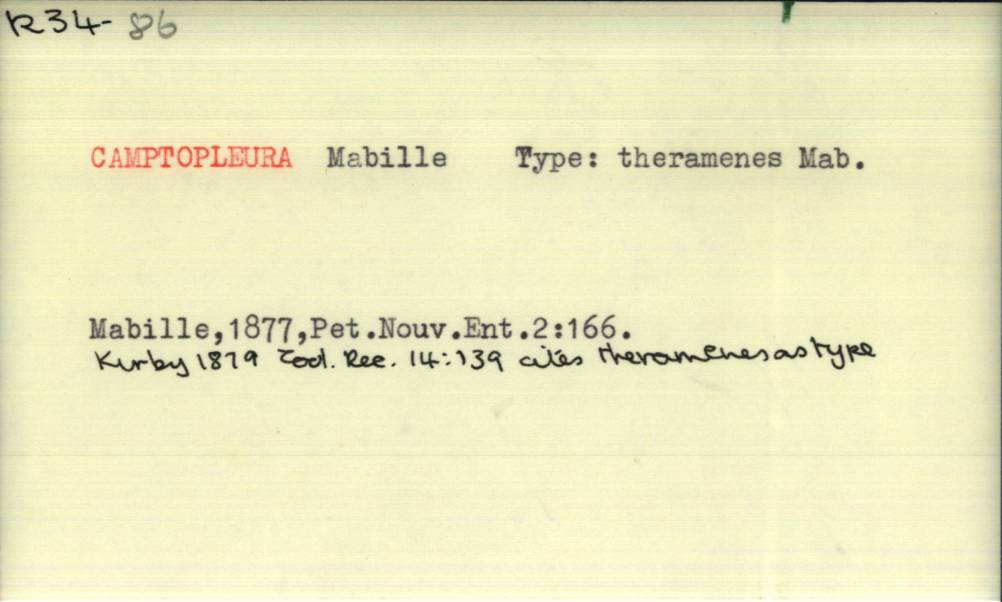 R34-86
CAMPTOPLEURA Mabille Type: theramenes Mab.
Mabille,1877,Pet.Nouv.Ent.2:166.
Kirby 1879 Zool. Rec. 14:139 cites theramenes as type